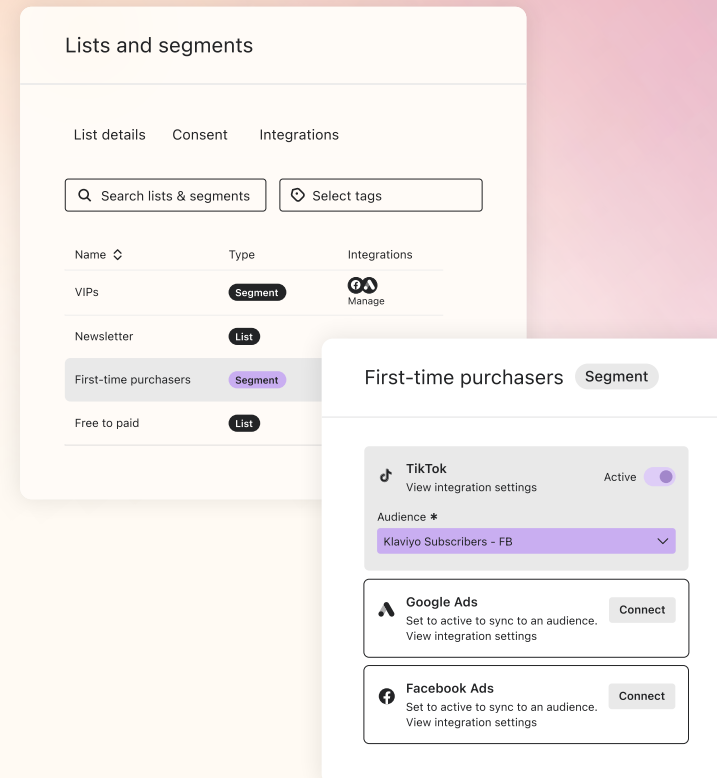 Lists and segments
List details Consent Integrations
Search lists & segments Select tags
Name Type Integrations
VIPs Segment Manage
Newsletter List
First-time purchasers Segment
Free to paid List
First-time purchasers Segment
TikTok
View integration settings
Active
Audience *
Klaviyo Subscribers - FB
Google Ads
Set to active to sync to an audience.
View integration settings
Connect
Facebook Ads
Set to active to sync to an audience.
View integration settings
Connect